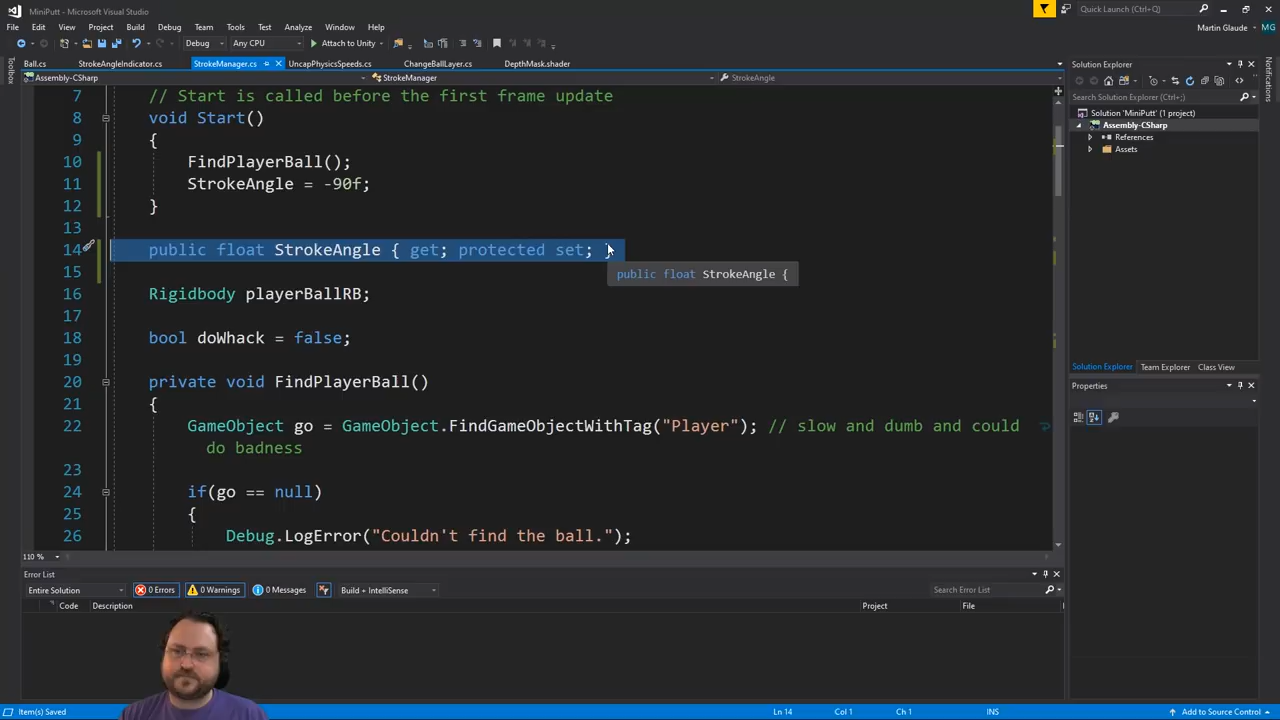 MiniPutt - Microsoft Visual Studio
Quick Launch (Ctrl+Q)
File Edit View Project Build Debug Team Tools Test Analyze Window Help
Martin Glaude MG
Debug Any CPU Attach to Unity
Ball.cs StrokeAngleIndicator.cs StrokeManager.cs UncapPhysicsSpeeds.cs ChangeBallLayer.cs DepthMask.shader
Assembly-CSharp StrokeManager StrokeAngle
Toolbox
7 // Start is called before the first frame update
8 void Start()
9 {
10 FindPlayerBall();
11 StrokeAngle = -90f;
12 }
13
14 public float StrokeAngle { get; protected set; }
public float StrokeAngle {
15
16 Rigidbody playerBallRB;
17
18 bool doWhack = false;
19
20 private void FindPlayerBall()
21 {
22 GameObject go = GameObject.FindGameObjectWithTag("Player"); // slow and dumb and could
do badness
23
24 if(go == null)
25 {
26 Debug.LogError("Couldn't find the ball.");
110 %
Solution Explorer
Search Solution Explorer (Ctrl+;)
Solution 'MiniPutt' (1 project)
Assembly-CSharp
References
Assets
Solution Explorer Team Explorer Class View
Properties
Notifications
Error List
Entire Solution 0 Errors 0 Warnings 0 Messages Build + IntelliSense Search Error List
Code Description Project File
Item(s) Saved Ln 14 Col 1 Ch 1 INS Add to Source Control